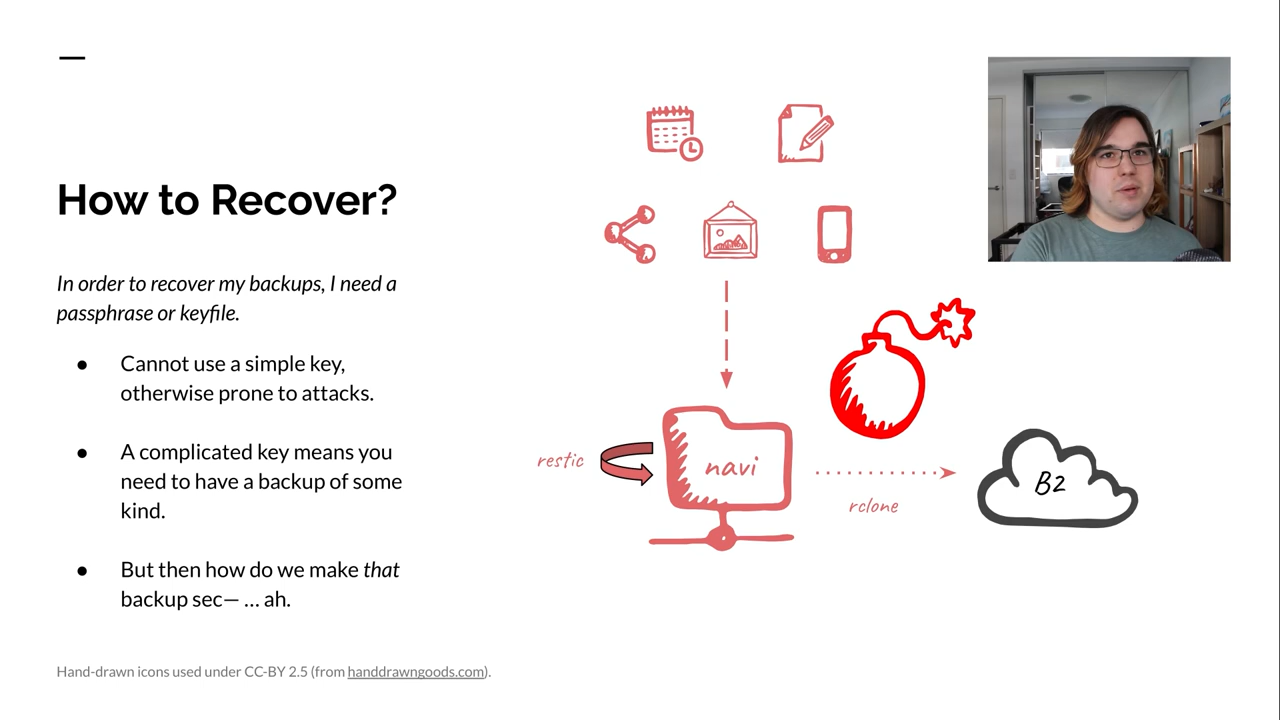 How to Recover?
In order to recover my backups, I need a
passphrase or keyfile.
● Cannot use a simple key,
otherwise prone to attacks.
● A complicated key means you
need to have a backup of some
kind.
● But then how do we make that
backup sec— ... ah.
restic
navi
rclone
B2
Hand-drawn icons used under CC-BY 2.5 (from handdrawngoods.com).